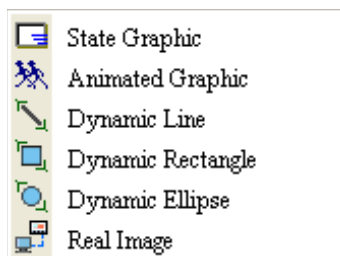 State Graphic
Animated Graphic
Dynamic Line
Dynamic Rectangle
Dynamic Ellipse
Real Image